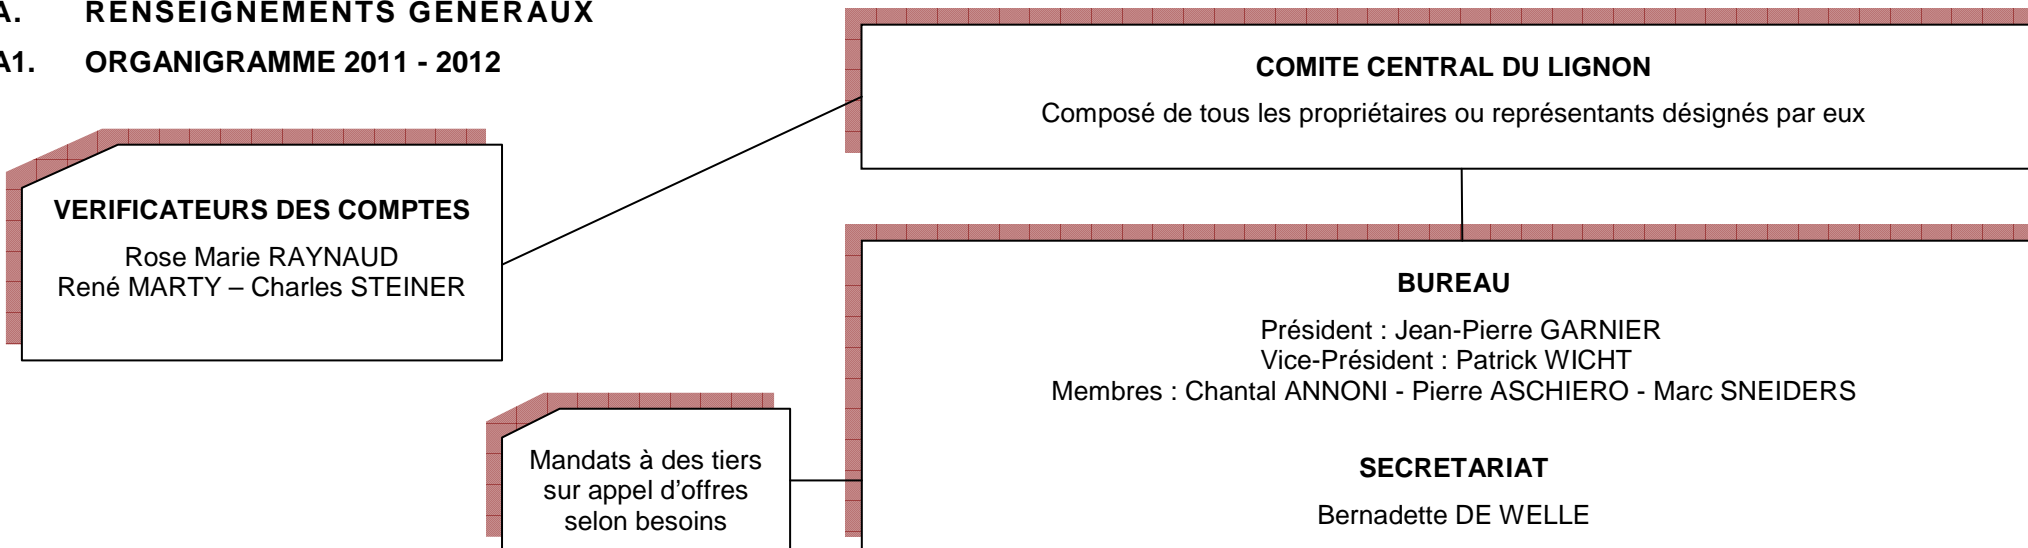 A. RENSEIGNEMENTS GENERAUX
A1. ORGANIGRAMME 2011 - 2012
COMITE CENTRAL DU LIGNON
Composé de tous les propriétaires ou représentants désignés par eux
VERIFICATEURS DES COMPTES
Rose Marie RAYNAUD
René MARTY – Charles STEINER
BUREAU
Président : Jean-Pierre GARNIER
Vice-Président : Patrick WICHT
Membres : Chantal ANNONI - Pierre ASCHIERO - Marc SNEIDERS
SECRETARIAT
Bernadette DE WELLE
Mandats à des tiers
sur appel d'offres
selon besoins